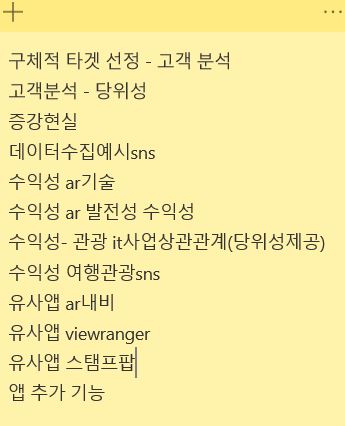 구체적 타겟 선정 - 고객 분석
고객분석 - 당위성
증강현실
데이터수집예시sns
수익성 ar기술
수익성 ar 발전성 수익성
수익성- 관광 it사업상관관계(당위성제공)
수익성 여행관광sns
유사앱 ar내비
유사앱 viewranger
유사앱 스탬프팝
앱 추가 기능